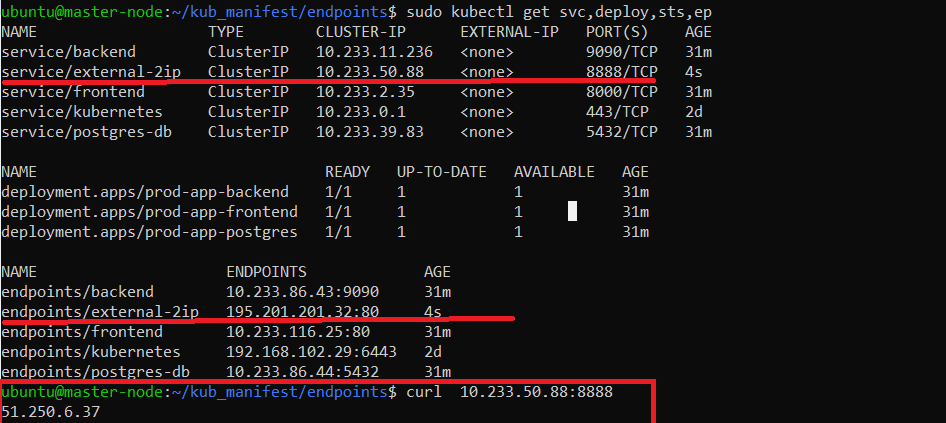 ubuntu@master-node:~/kub_manifest/endpoints$ sudo kubectl get svc,deploy,sts,ep
NAME TYPE CLUSTER-IP EXTERNAL-IP PORT(S) AGE
service/backend ClusterIP 10.233.11.236 <none> 9090/TCP 31m
service/external-2ip ClusterIP 10.233.50.88 <none> 8888/TCP 4s
service/frontend ClusterIP 10.233.2.35 <none> 8000/TCP 31m
service/kubernetes ClusterIP 10.233.0.1 <none> 443/TCP 2d
service/postgres-db ClusterIP 10.233.39.83 <none> 5432/TCP 31m
NAME READY UP-TO-DATE AVAILABLE AGE
deployment.apps/prod-app-backend 1/1 1 1 31m
deployment.apps/prod-app-frontend 1/1 1 1 31m
deployment.apps/prod-app-postgres 1/1 1 1 31m
NAME ENDPOINTS AGE
endpoints/backend 10.233.86.43:9090 31m
endpoints/external-2ip 195.201.201.32:80 4s
endpoints/frontend 10.233.116.25:80 31m
endpoints/kubernetes 192.168.102.29:6443 2d
endpoints/postgres-db 10.233.86.44:5432 31m
ubuntu@master-node:~/kub_manifest/endpoints$ curl 10.233.50.88:8888
51.250.6.37